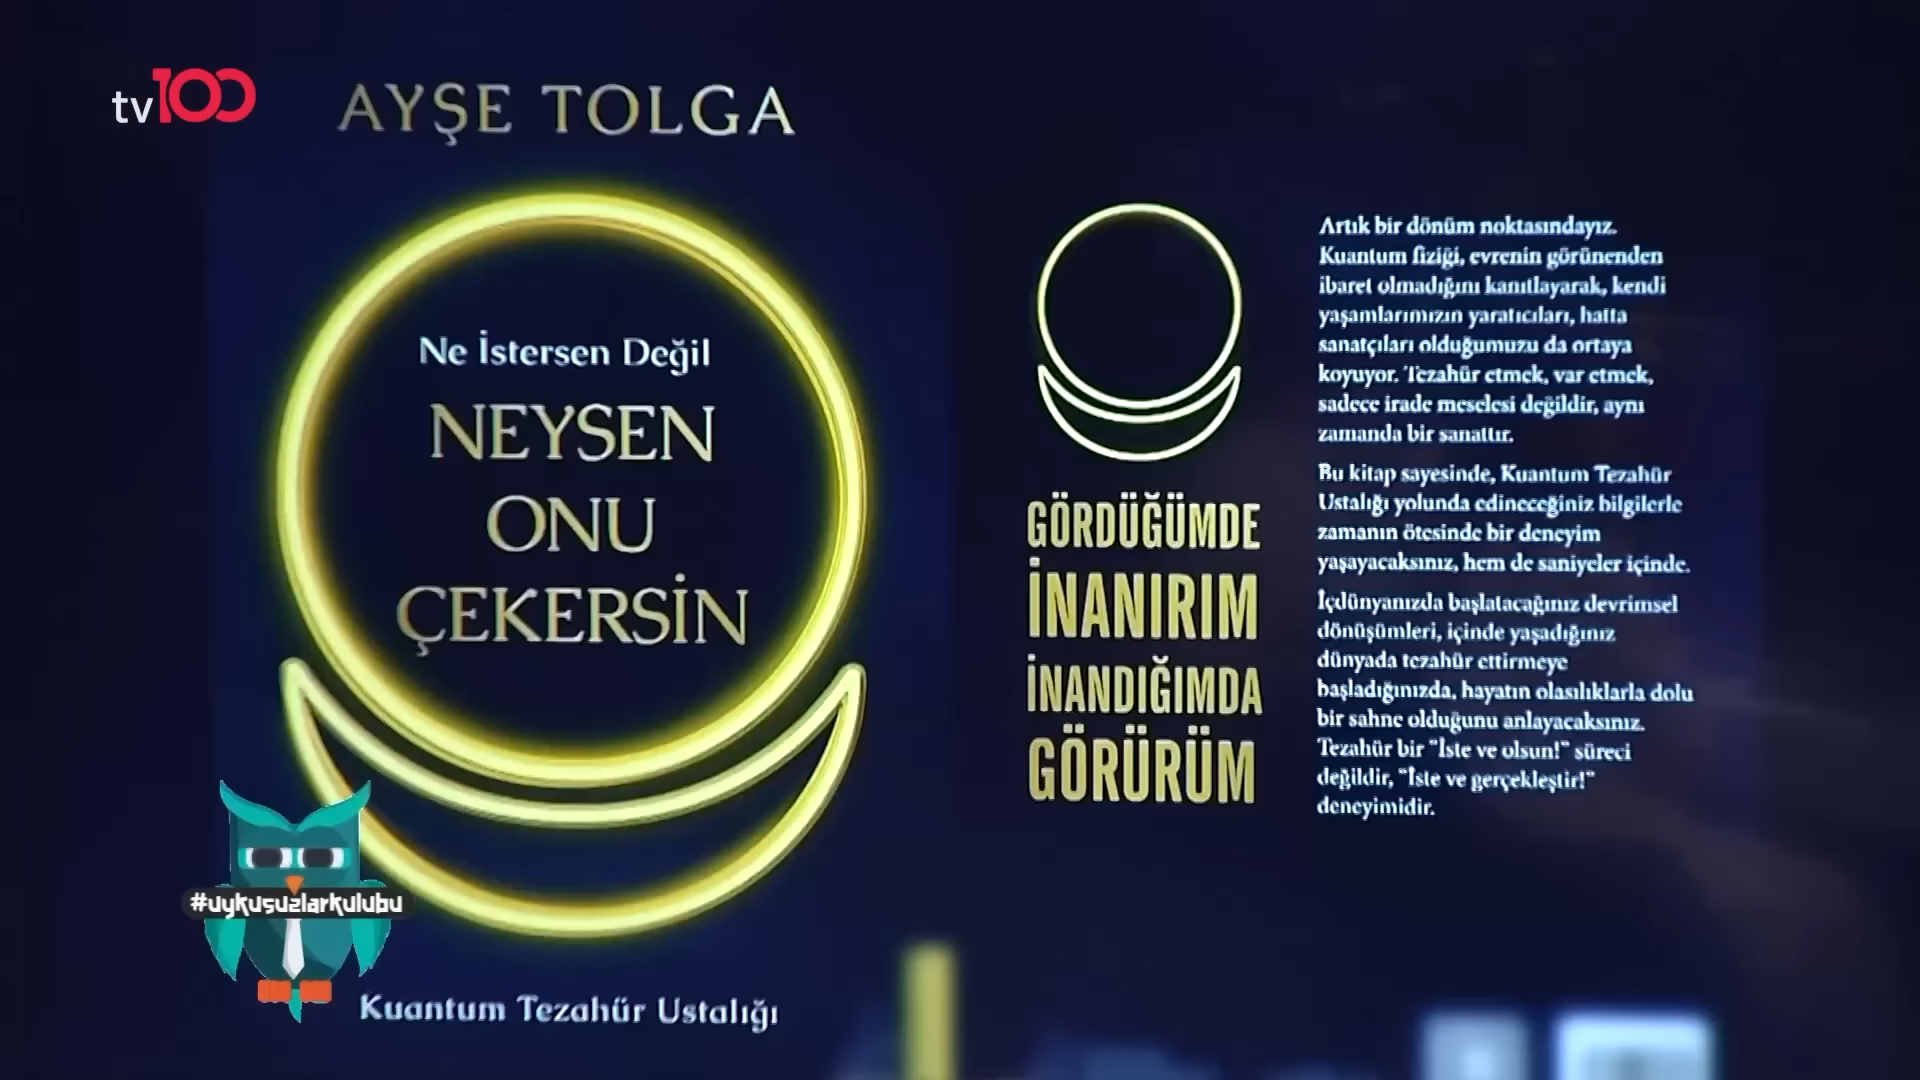 tv100
AYŞE TOLGA
Ne İstersen Değil
NEYSEN
ONU
ÇEKERSİN
Kuantum Tezahür Ustalığı
#uykusuzlarkulubu
GÖRDÜĞÜMDE
İNANIRIM
İNANDIĞIMDA
GÖRÜRÜM
Artık bir dönüm noktasındayız.
Kuantum fiziği, evrenin görünenden
ibaret olmadığını kanıtlayarak, kendi
yaşamlarımızın yaratıcıları, hatta
sanatçıları olduğumuzu da ortaya
koyuyor. Tezahür etmek, var etmek,
sadece irade meselesi değildir, aynı
zamanda bir sanattır.
Bu kitap sayesinde, Kuantum Tezahür
Ustalığı yolunda edineceğiniz bilgilerle
zamanın ötesinde bir deneyim
yaşayacaksınız, hem de saniyeler içinde.
İçdünyanızda başlatacağınız devrimsel
dönüşümleri, içinde yaşadığınız
dünyada tezahür ettirmeye
başladığınızda, hayatın olasılıklarla dolu
bir sahne olduğunu anlayacaksınız.
Tezahür bir "İste ve olsun!" süreci
değildir, "İste ve gerçekleştir!"
deneyimidir.